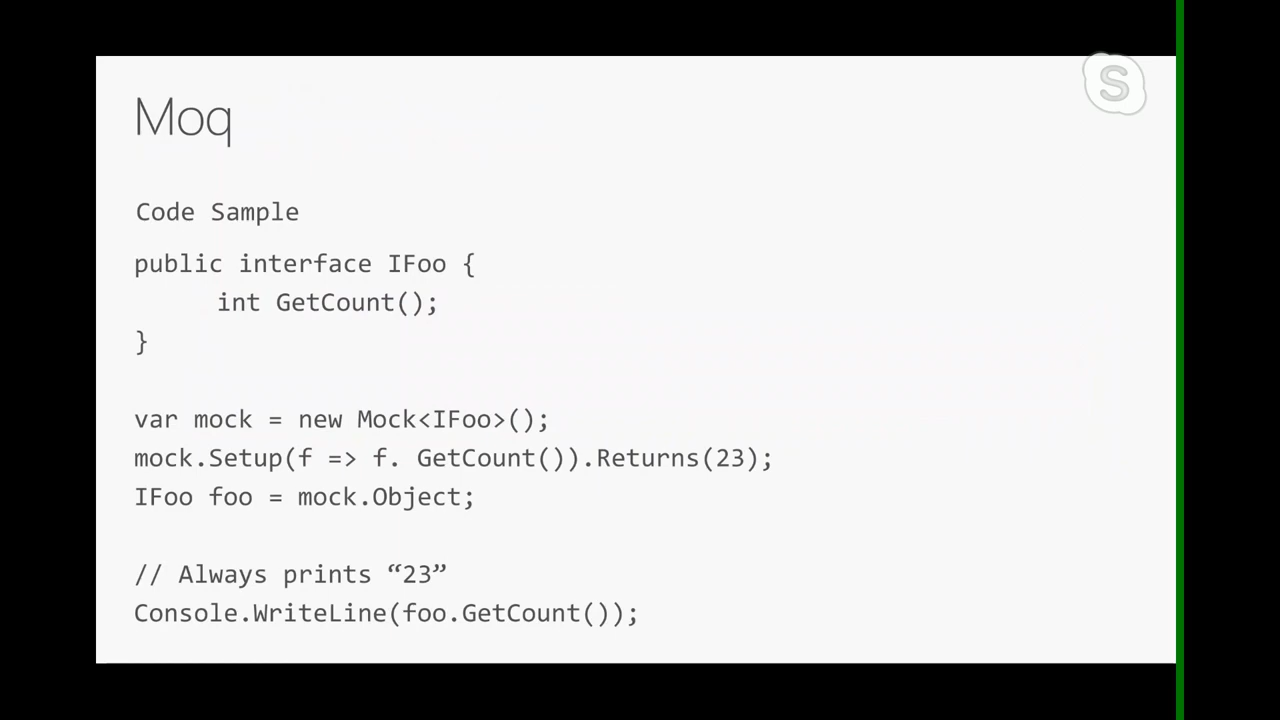 Moq
S
Code Sample
public interface IFoo {
int GetCount();
}
var mock = new Mock<IFoo>();
mock.Setup(f => f. GetCount()).Returns(23);
IFoo foo = mock.Object;
// Always prints “23”
Console.WriteLine(foo.GetCount());